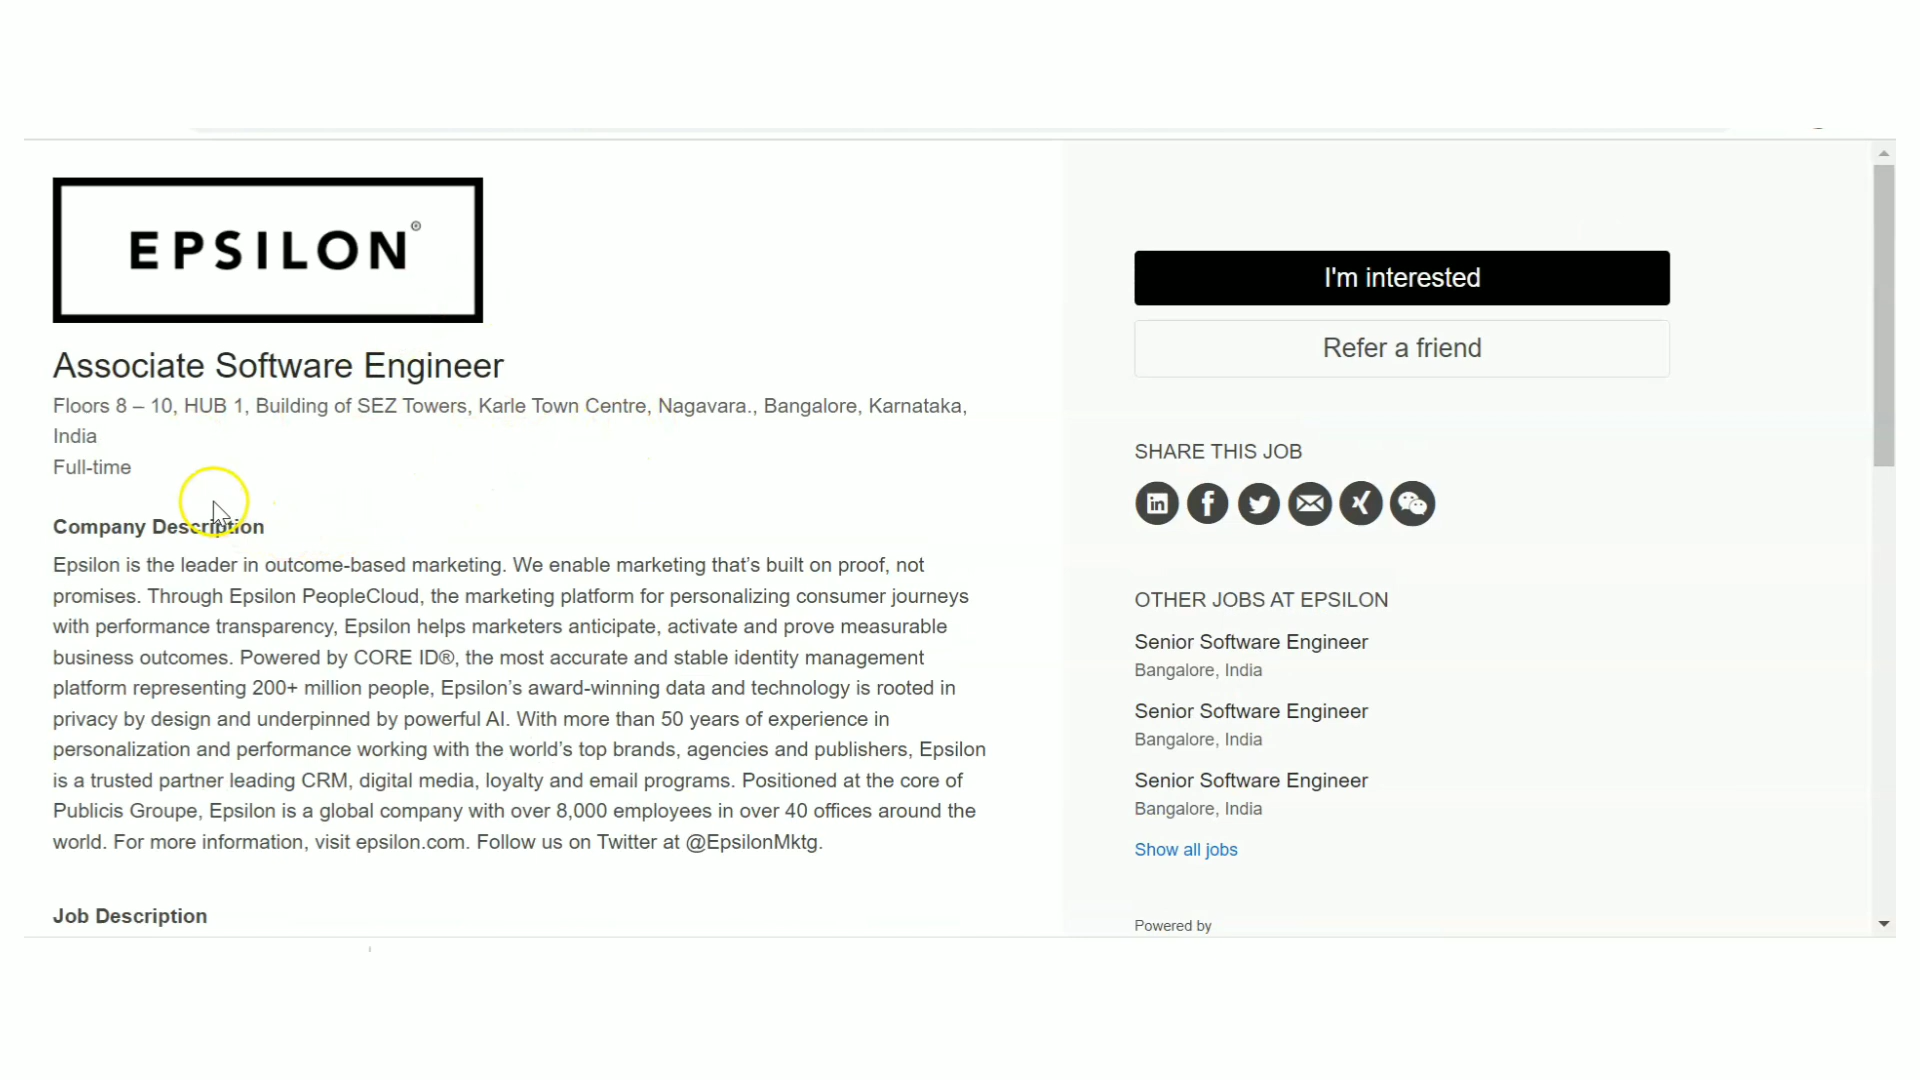 EPSILON®
Associate Software Engineer
Floors 8 – 10, HUB 1, Building of SEZ Towers, Karle Town Centre, Nagavara., Bangalore, Karnataka,
India
Full-time
Company Description
Epsilon is the leader in outcome-based marketing. We enable marketing that’s built on proof, not
promises. Through Epsilon PeopleCloud, the marketing platform for personalizing consumer journeys
with performance transparency, Epsilon helps marketers anticipate, activate and prove measurable
business outcomes. Powered by CORE ID®, the most accurate and stable identity management
platform representing 200+ million people, Epsilon’s award-winning data and technology is rooted in
privacy by design and underpinned by powerful AI. With more than 50 years of experience in
personalization and performance working with the world’s top brands, agencies and publishers, Epsilon
is a trusted partner leading CRM, digital media, loyalty and email programs. Positioned at the core of
Publicis Groupe, Epsilon is a global company with over 8,000 employees in over 40 offices around the
world. For more information, visit epsilon.com. Follow us on Twitter at @EpsilonMktg.
Job Description
I'm interested
Refer a friend
SHARE THIS JOB
OTHER JOBS AT EPSILON
Senior Software Engineer
Bangalore, India
Senior Software Engineer
Bangalore, India
Senior Software Engineer
Bangalore, India
Show all jobs
Powered by